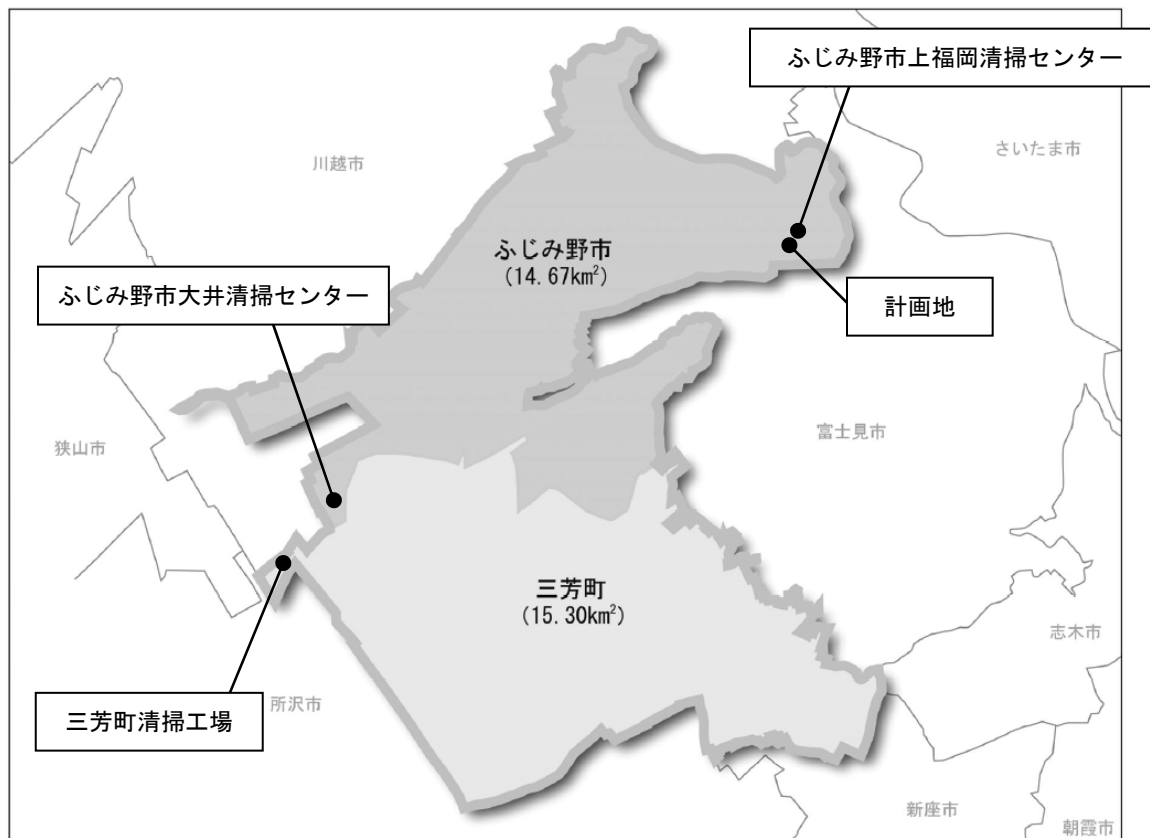 ふじみ野市上福岡清掃センター
さいたま市
川越市
ふじみ野市
(14.67km²)
ふじみ野市大井清掃センター
計画地
富士見市
狭山市
三芳町
(15.30km²)
志木市
所沢市
三芳町清掃工場
新座市
朝霞市